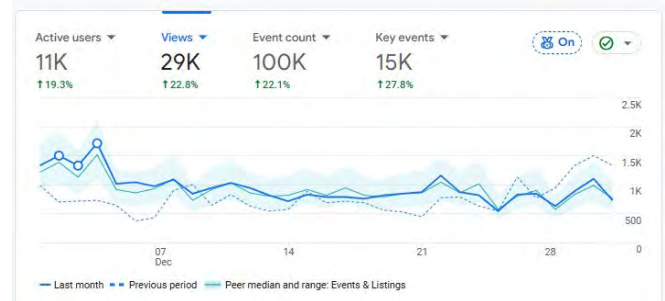 Active users Views Event count Key events
11K 29K 100K 15K On
↑ 19.3% ↑ 22.8% ↑ 22.1% ↑ 27.8%
2.5K
2K
1.5K
1K
500
0
07 14 21 28
Dec
Last month Previous period Peer median and range: Events & Listings